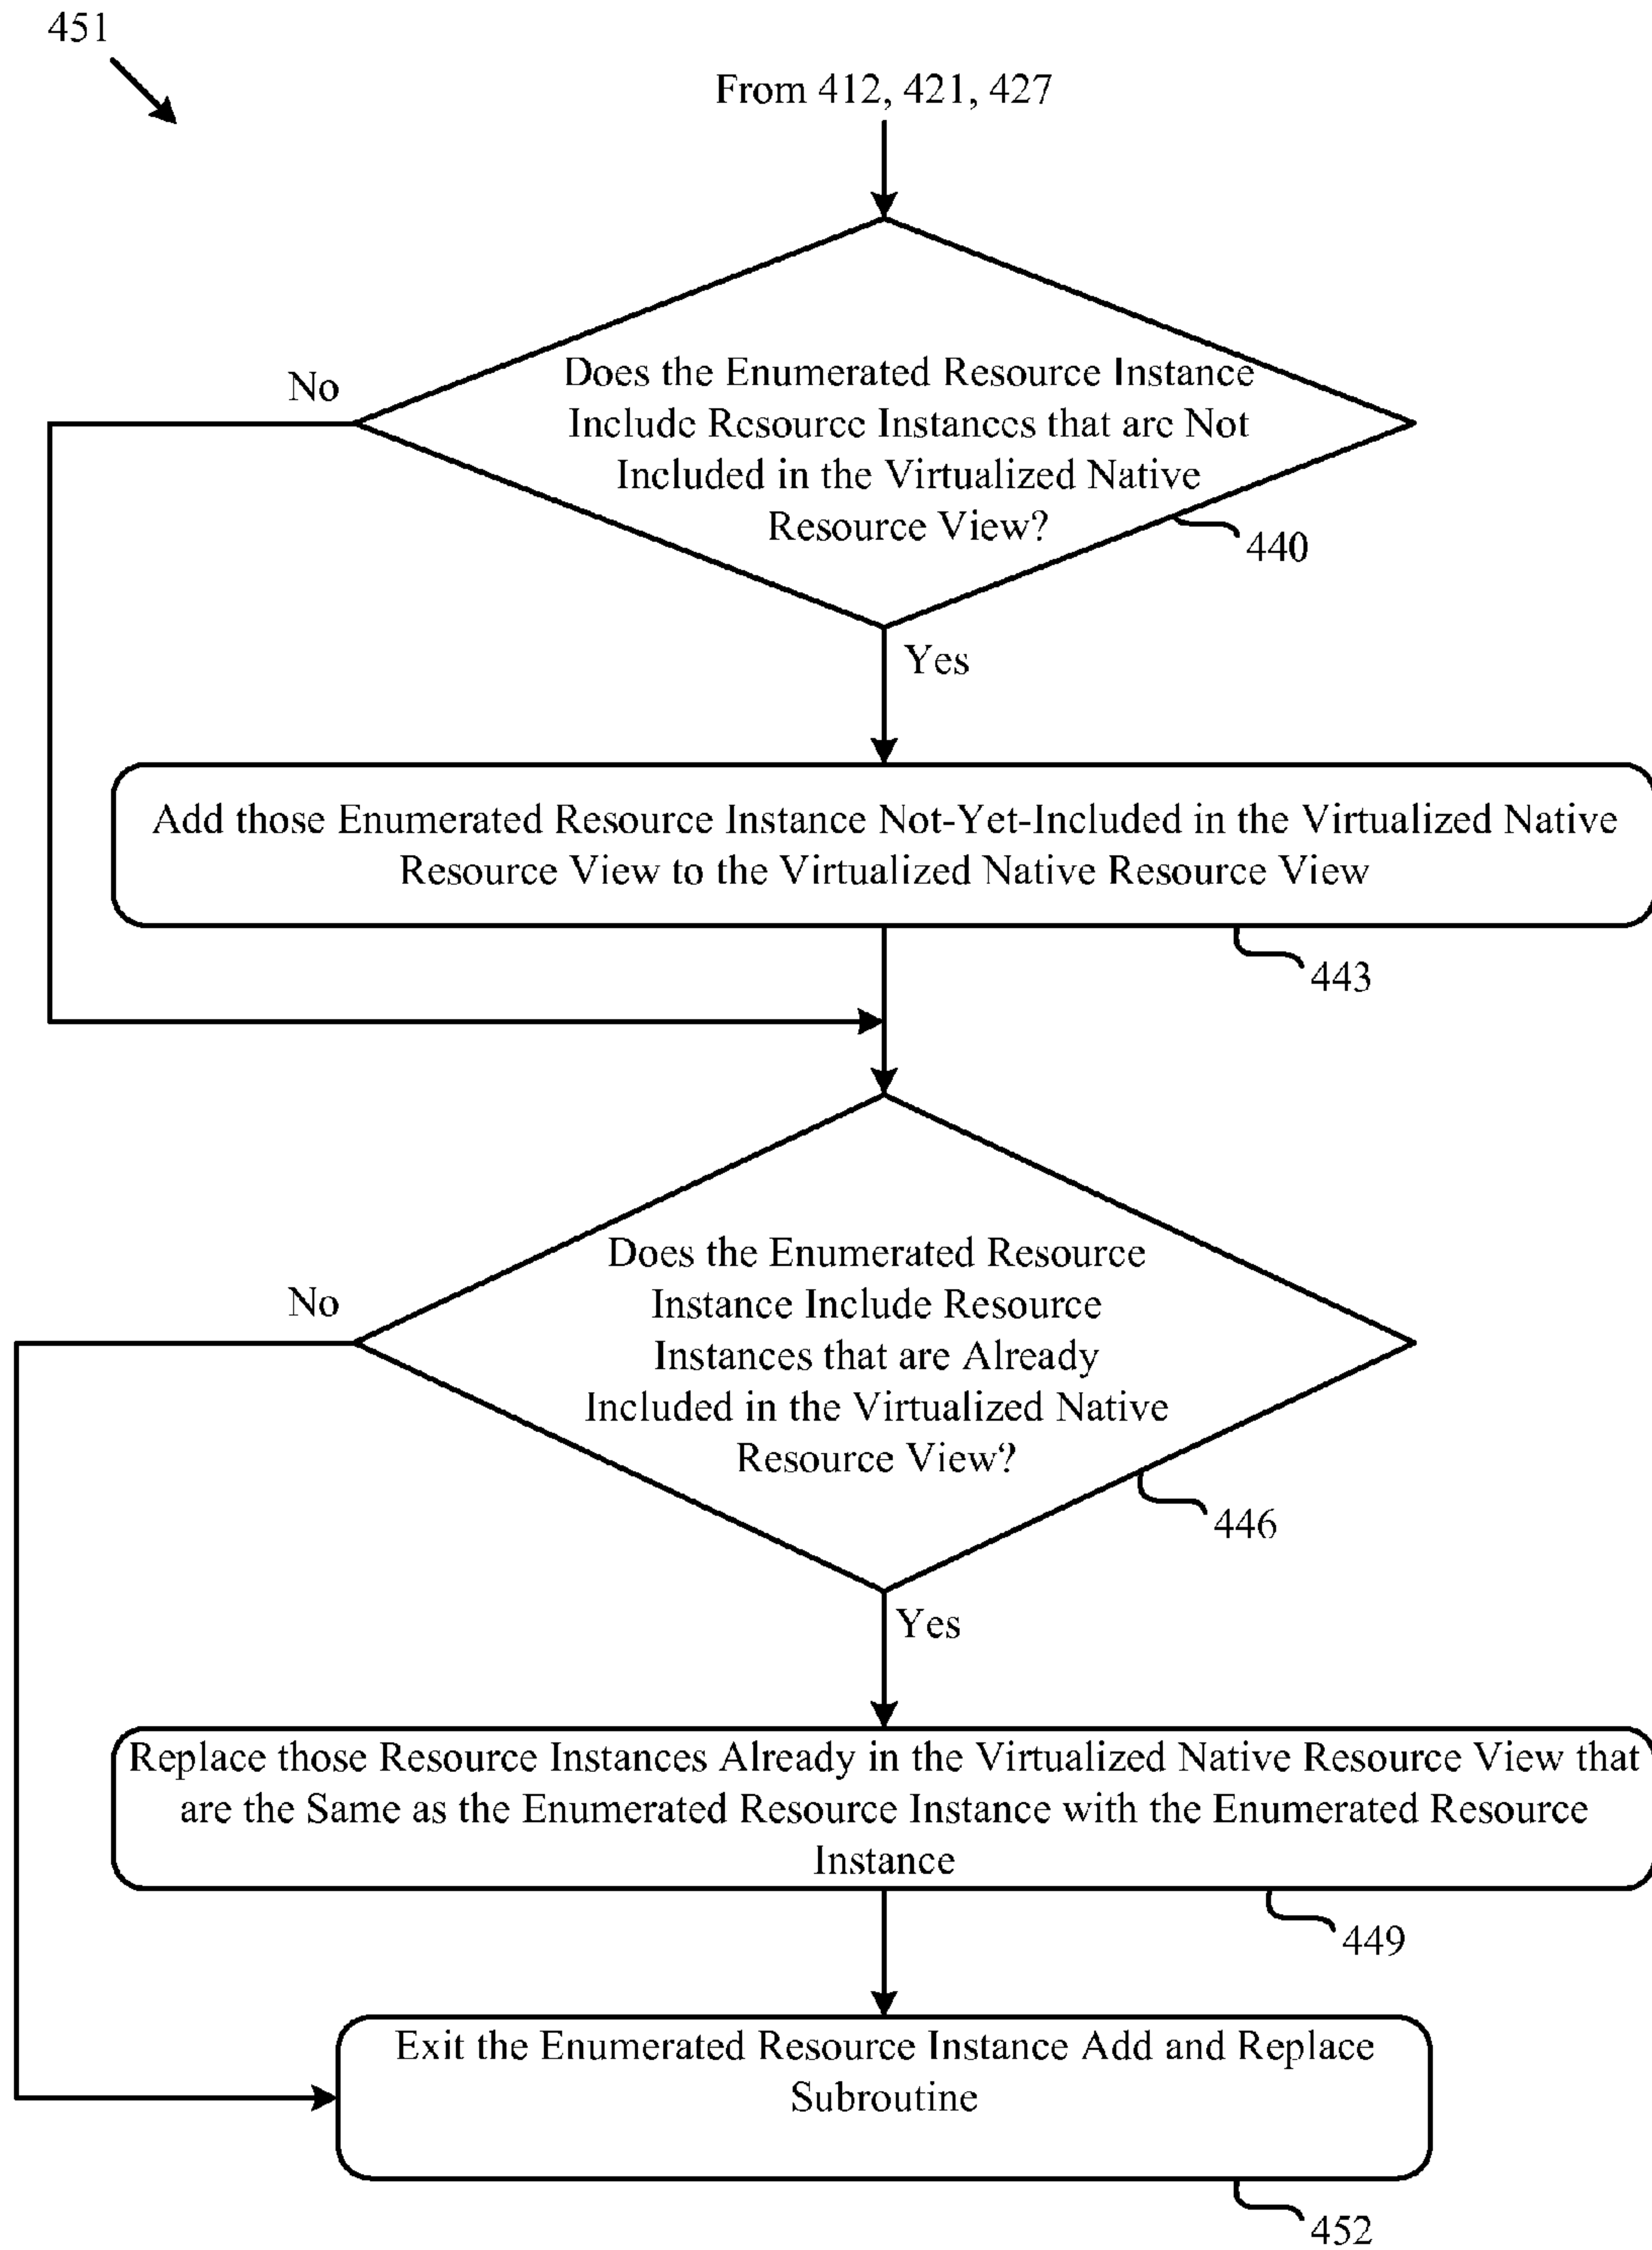 451
From 412, 421, 427
No
Does the Enumerated Resource Instance
Include Resource Instances that are Not
Included in the Virtualized Native
Resource View?
440
Yes
Add those Enumerated Resource Instance Not-Yet-Included in the Virtualized Native
Resource View to the Virtualized Native Resource View
443
No
Does the Enumerated Resource
Instance Include Resource
Instances that are Already
Included in the Virtualized Native
Resource View?
446
Yes
Replace those Resource Instances Already in the Virtualized Native Resource View that
are the Same as the Enumerated Resource Instance with the Enumerated Resource
Instance
449
Exit the Enumerated Resource Instance Add and Replace
Subroutine
452